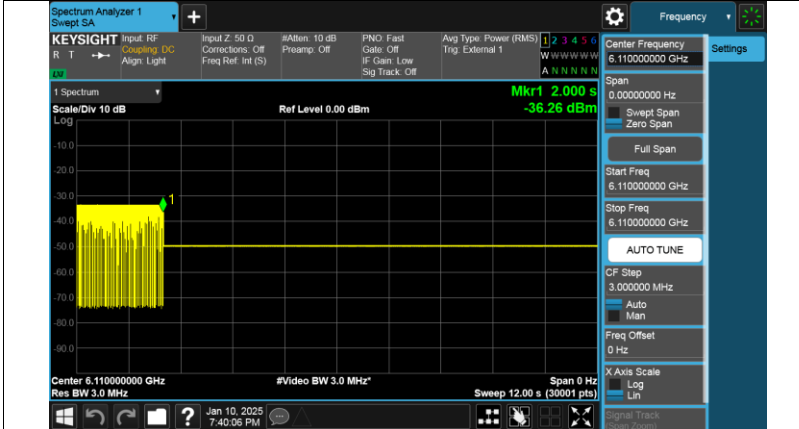 Spectrum Analyzer 1
Swept SA
+
Frequency
KEYSIGHT
R T
Input: RF
Coupling: DC
Align: Light
Input Z: 50 Ω
Corrections: Off
Freq Ref: Int (S)
#Atten: 10 dB
Preamp: Off
PNO: Fast
Gate: Off
IF Gain: Low
Sig Track: Off
Avg Type: Power (RMS)
Trig: External 1
1 2 3 4 5 6
W W W W W W
A N N N N N
1 Spectrum
Scale/Div 10 dB
Ref Level 0.00 dBm
Mkr1 2.000 s
-36.26 dBm
Log
-10.0
-20.0
-30.0
-40.0
-50.0
-60.0
-70.0
-80.0
-90.0
1
Center 6.110000000 GHz
Res BW 3.0 MHz
#Video BW 3.0 MHz*
Span 0 Hz
Sweep 12.00 s (30001 pts)
Jan 10, 2025
7:40:06 PM
?
Center Frequency
6.110000000 GHz
Settings
Span
0.00000000 Hz
Swept Span
Zero Span
Full Span
Start Freq
6.110000000 GHz
Stop Freq
6.110000000 GHz
AUTO TUNE
CF Step
3.000000 MHz
Auto
Man
Freq Offset
0 Hz
X Axis Scale
Log
Lin
Signal Track
(Span Zoom)